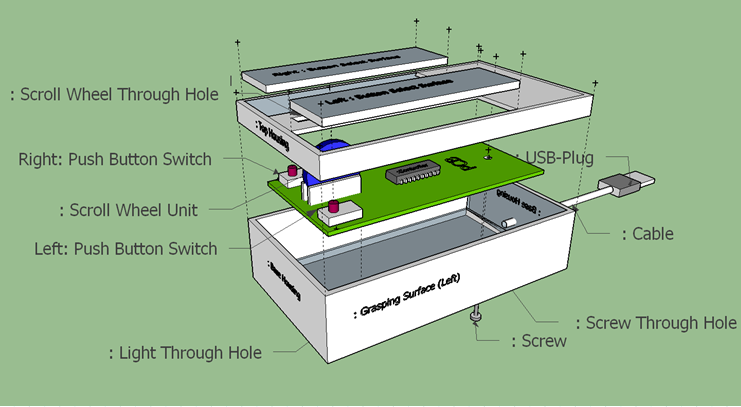 Right : Button Select Surface
Left : Button Select Surface
: Scroll Wheel Through Hole
: Top Housing
Right: Push Button Switch
: USB-Plug
: Scroll Wheel Unit
: Base Housing
Left: Push Button Switch
: Cable
: Base Housing
: Grasping Surface (Left)
: Screw Through Hole
: Screw
: Light Through Hole